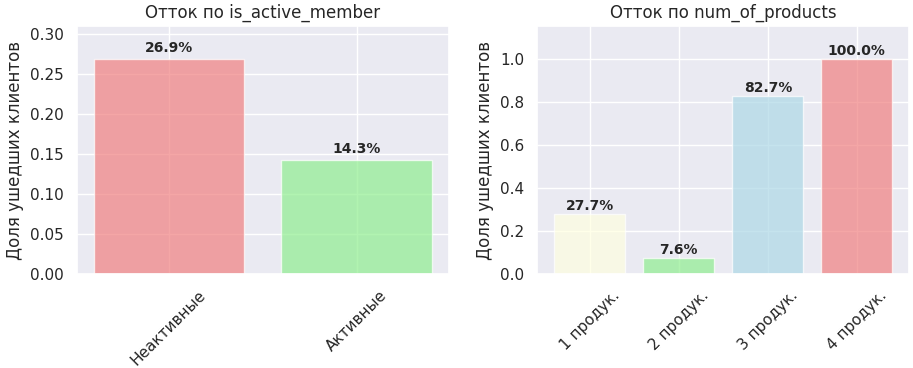 Отток по is_active_member
Доля ушедших клиентов
0.30
0.25
0.20
0.15
0.10
0.05
0.00
26.9%
14.3%
Неактивные
Активные
Отток по num_of_products
Доля ушедших клиентов
1.0
0.8
0.6
0.4
0.2
0.0
27.7%
7.6%
82.7%
100.0%
1 продук.
2 продук.
3 продук.
4 продук.